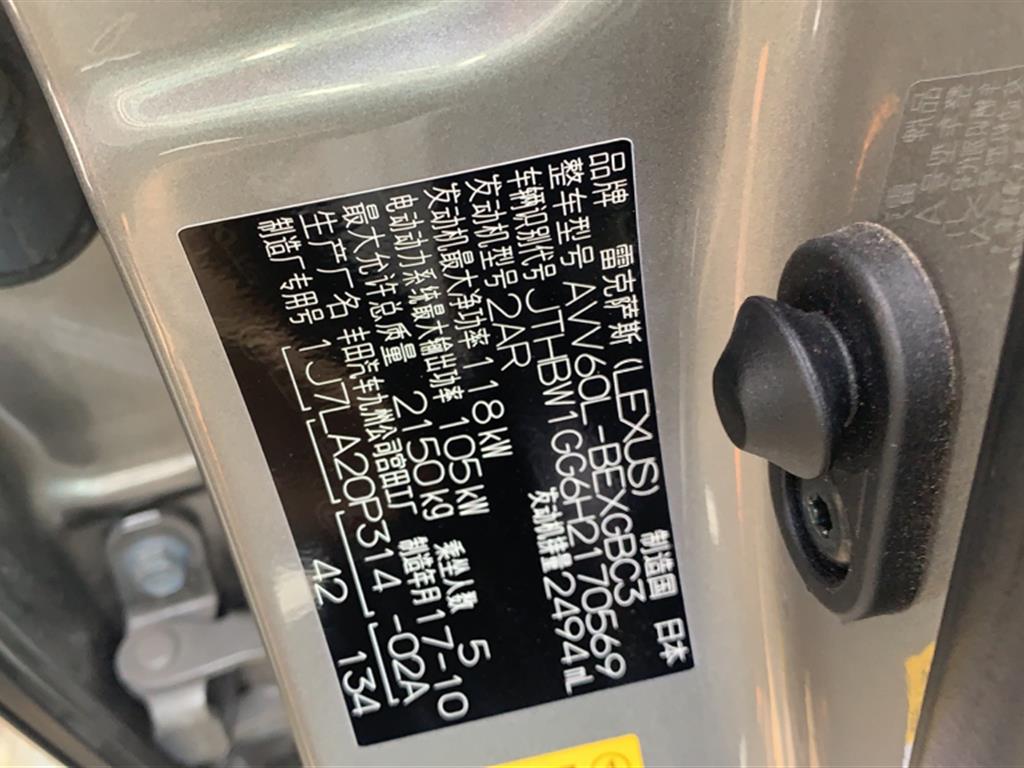 品牌 雷克萨斯 (LEXUS) 制造国 日本
整车型号 AVV60L-BEXGBC3
车辆识别代号 JTHBW1GG6H2170569
发动机型号 2AR 发动机排量 2494mL
发动机最大净功率 118kW
电动动力系统最大输出功率 105kW 乘坐人数 5
最大允许总质量 2150kg 制造年月 17-10
生产厂名 丰田汽车九州公司宫田工厂
制造厂专用号 1J7LA20P314-02A
42 134